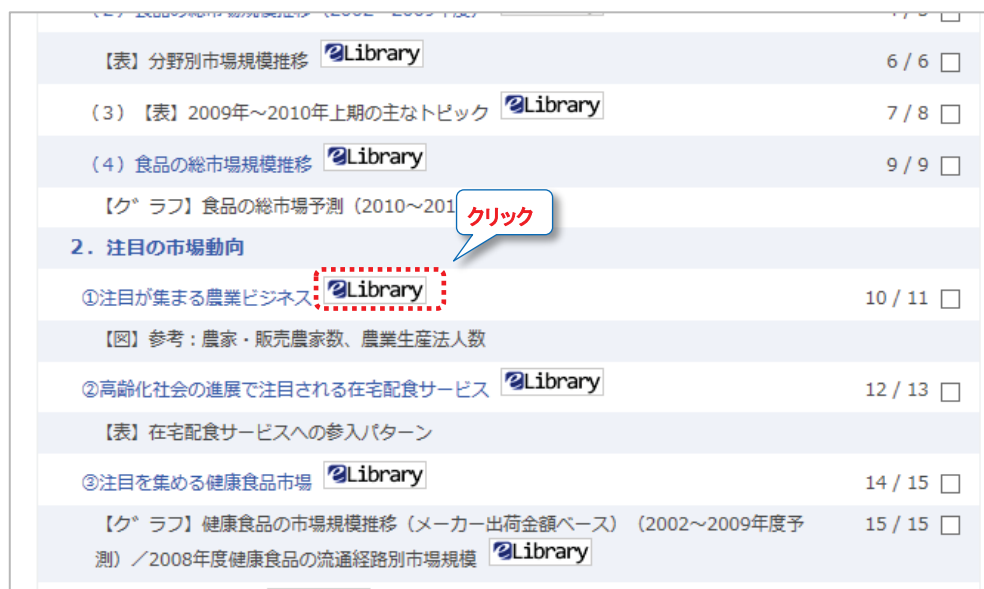 【表】分野別市場規模推移 eLibrary 6 / 6
（3）【表】2009年～2010年上期の主なトピック eLibrary 7 / 8
（4）食品の総市場規模推移 eLibrary 9 / 9
【グラフ】食品の総市場予測（2010～201
クリック
2．注目の市場動向
①注目が集まる農業ビジネス eLibrary 10 / 11
【図】参考：農家・販売農家数、農業生産法人数
②高齢化社会の進展で注目される在宅配食サービス eLibrary 12 / 13
【表】在宅配食サービスへの参入パターン
③注目を集める健康食品市場 eLibrary 14 / 15
【グラフ】健康食品の市場規模推移（メーカー出荷金額ベース）（2002～2009年度予 15 / 15
測）／2008年度健康食品の流通経路別市場規模 eLibrary